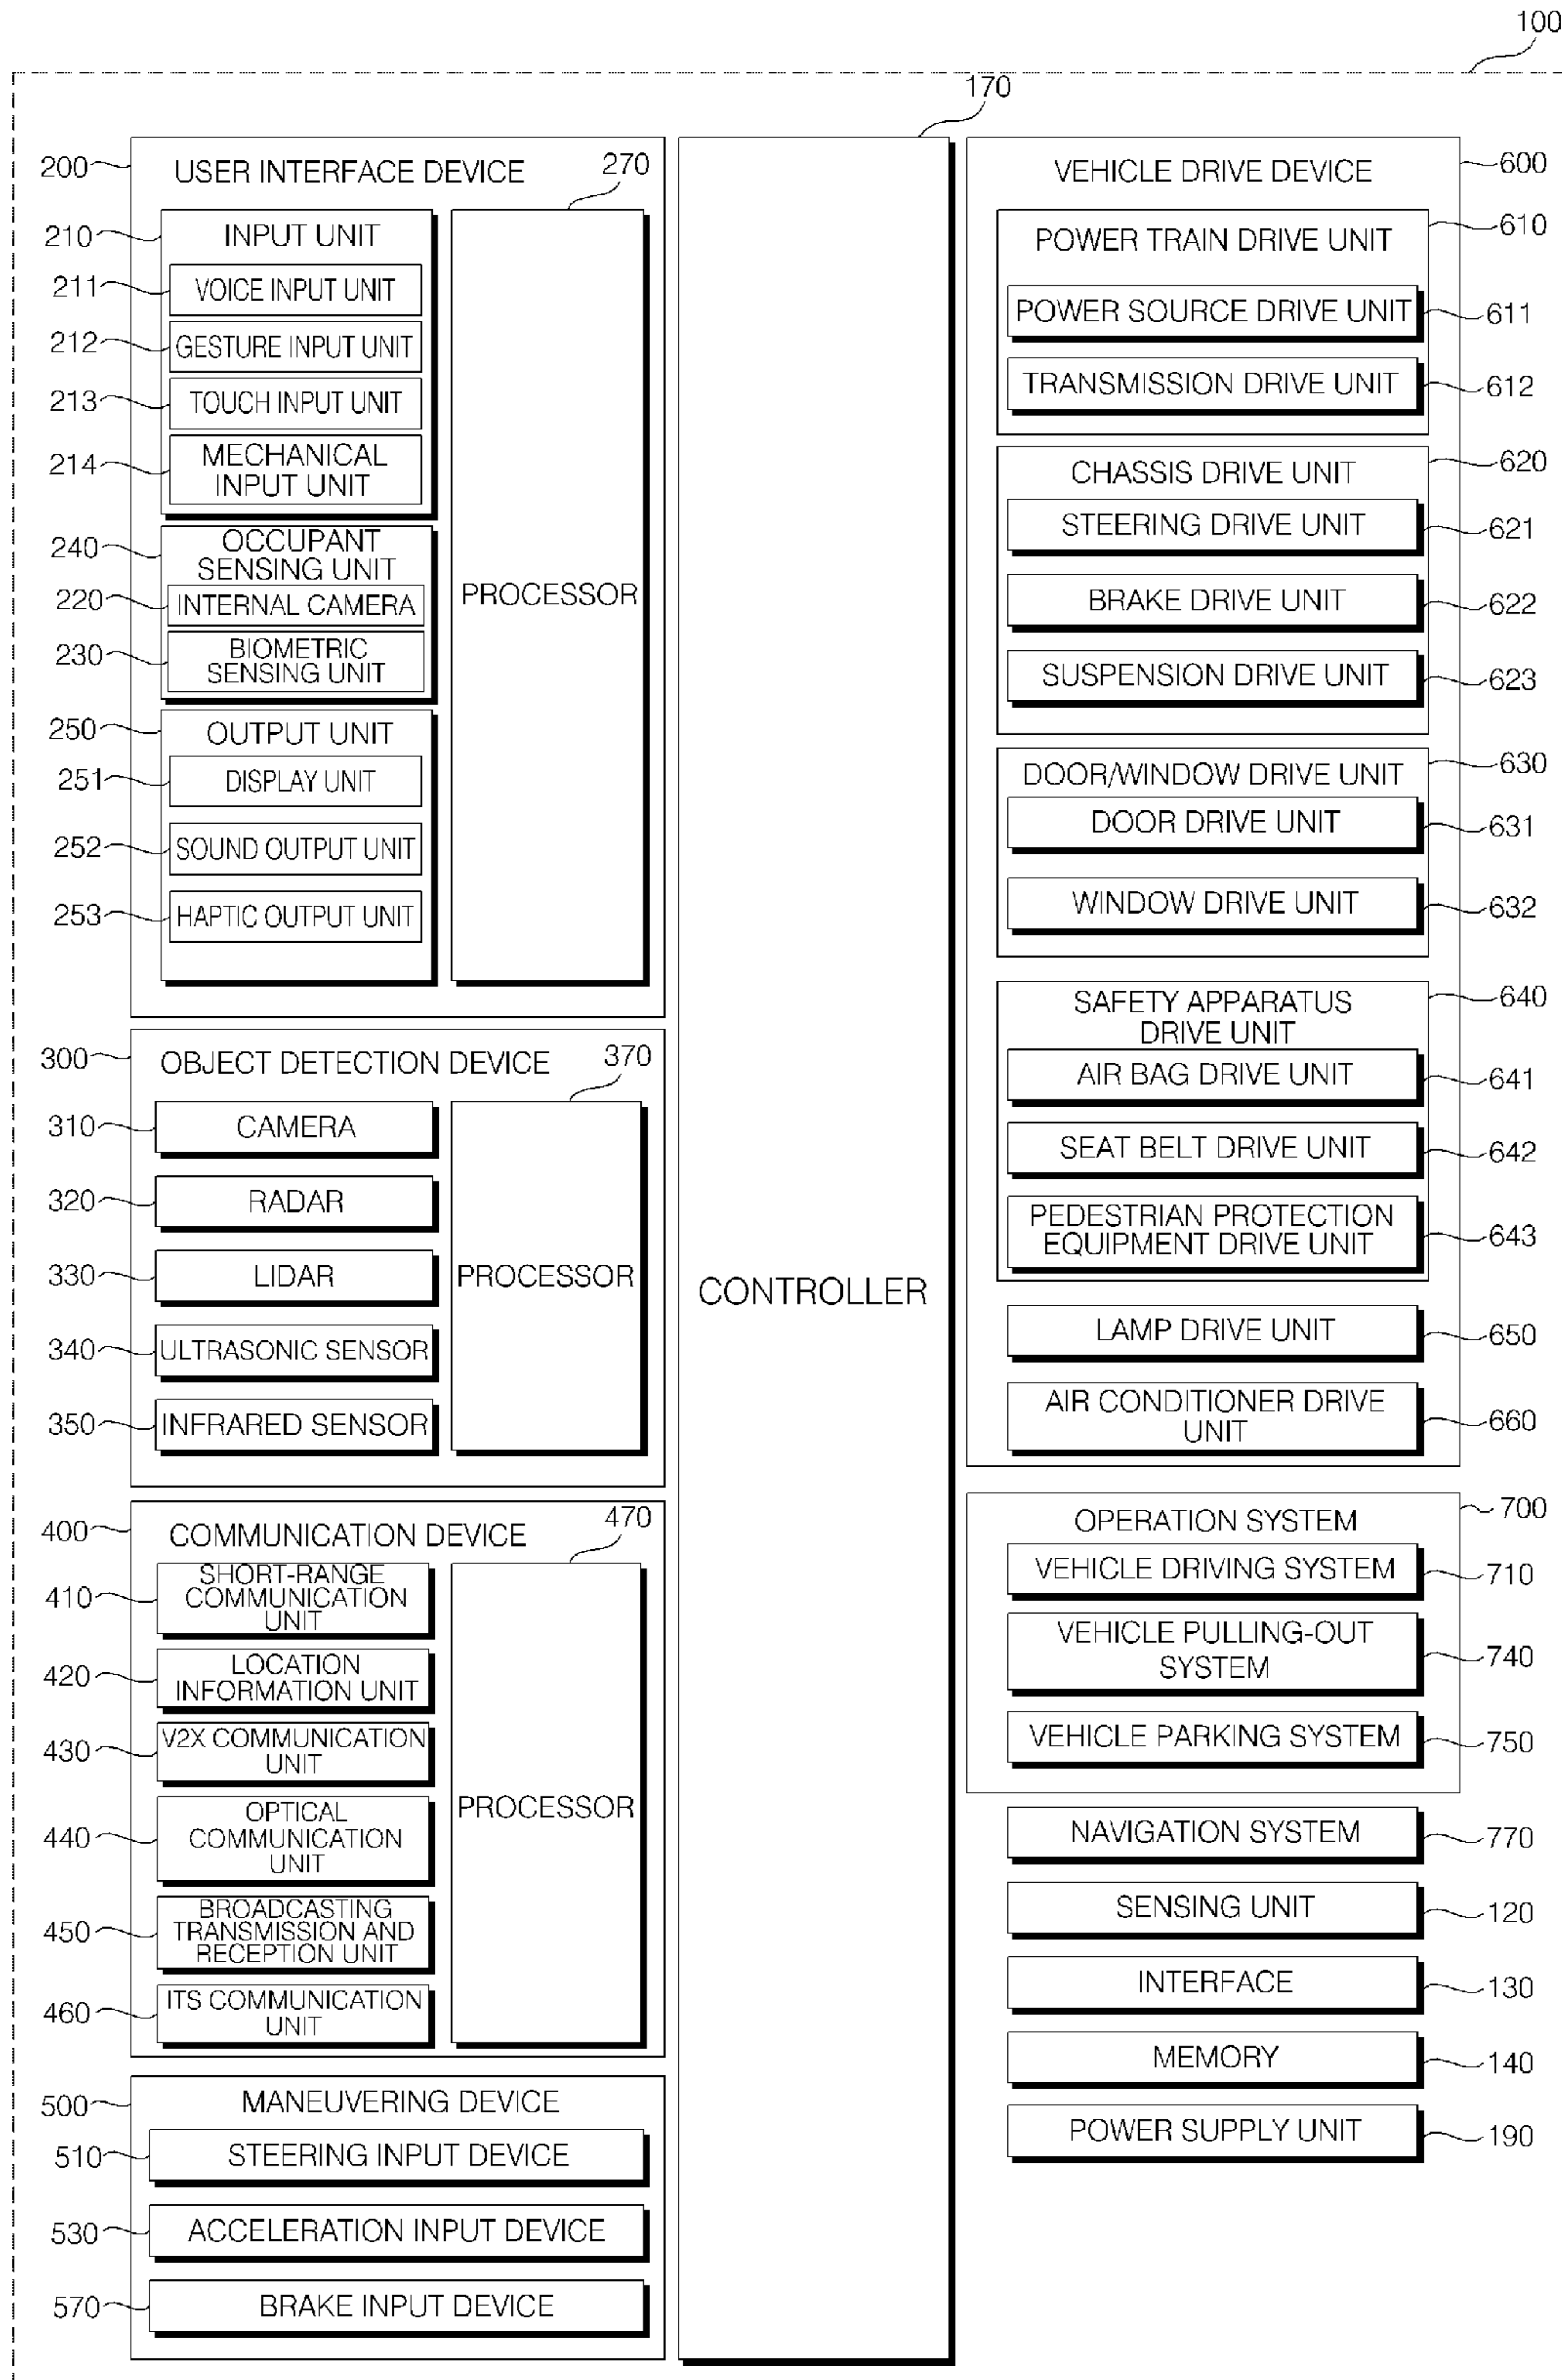 100
170
200
USER INTERFACE DEVICE
270
210
INPUT UNIT
211
VOICE INPUT UNIT
212
GESTURE INPUT UNIT
213
TOUCH INPUT UNIT
214
MECHANICAL
INPUT UNIT
240
OCCUPANT
SENSING UNIT
220
INTERNAL CAMERA
230
BIOMETRIC
SENSING UNIT
250
OUTPUT UNIT
251
DISPLAY UNIT
252
SOUND OUTPUT UNIT
253
HAPTIC OUTPUT UNIT
PROCESSOR
300
OBJECT DETECTION DEVICE
370
310
CAMERA
320
RADAR
330
LIDAR
340
ULTRASONIC SENSOR
350
INFRARED SENSOR
PROCESSOR
400
COMMUNICATION DEVICE
470
410
SHORT-RANGE
COMMUNICATION
UNIT
420
LOCATION
INFORMATION UNIT
430
V2X COMMUNICATION
UNIT
440
OPTICAL
COMMUNICATION
UNIT
450
BROADCASTING
TRANSMISSION AND
RECEPTION UNIT
460
ITS COMMUNICATION
UNIT
PROCESSOR
500
MANEUVERING DEVICE
510
STEERING INPUT DEVICE
530
ACCELERATION INPUT DEVICE
570
BRAKE INPUT DEVICE
CONTROLLER
VEHICLE DRIVE DEVICE
600
POWER TRAIN DRIVE UNIT
610
POWER SOURCE DRIVE UNIT
611
TRANSMISSION DRIVE UNIT
612
CHASSIS DRIVE UNIT
620
STEERING DRIVE UNIT
621
BRAKE DRIVE UNIT
622
SUSPENSION DRIVE UNIT
623
DOOR/WINDOW DRIVE UNIT
630
DOOR DRIVE UNIT
631
WINDOW DRIVE UNIT
632
SAFETY APPARATUS
DRIVE UNIT
640
AIR BAG DRIVE UNIT
641
SEAT BELT DRIVE UNIT
642
PEDESTRIAN PROTECTION
EQUIPMENT DRIVE UNIT
643
LAMP DRIVE UNIT
650
AIR CONDITIONER DRIVE
UNIT
660
OPERATION SYSTEM
700
VEHICLE DRIVING SYSTEM
710
VEHICLE PULLING-OUT
SYSTEM
740
VEHICLE PARKING SYSTEM
750
NAVIGATION SYSTEM
770
SENSING UNIT
120
INTERFACE
130
MEMORY
140
POWER SUPPLY UNIT
190